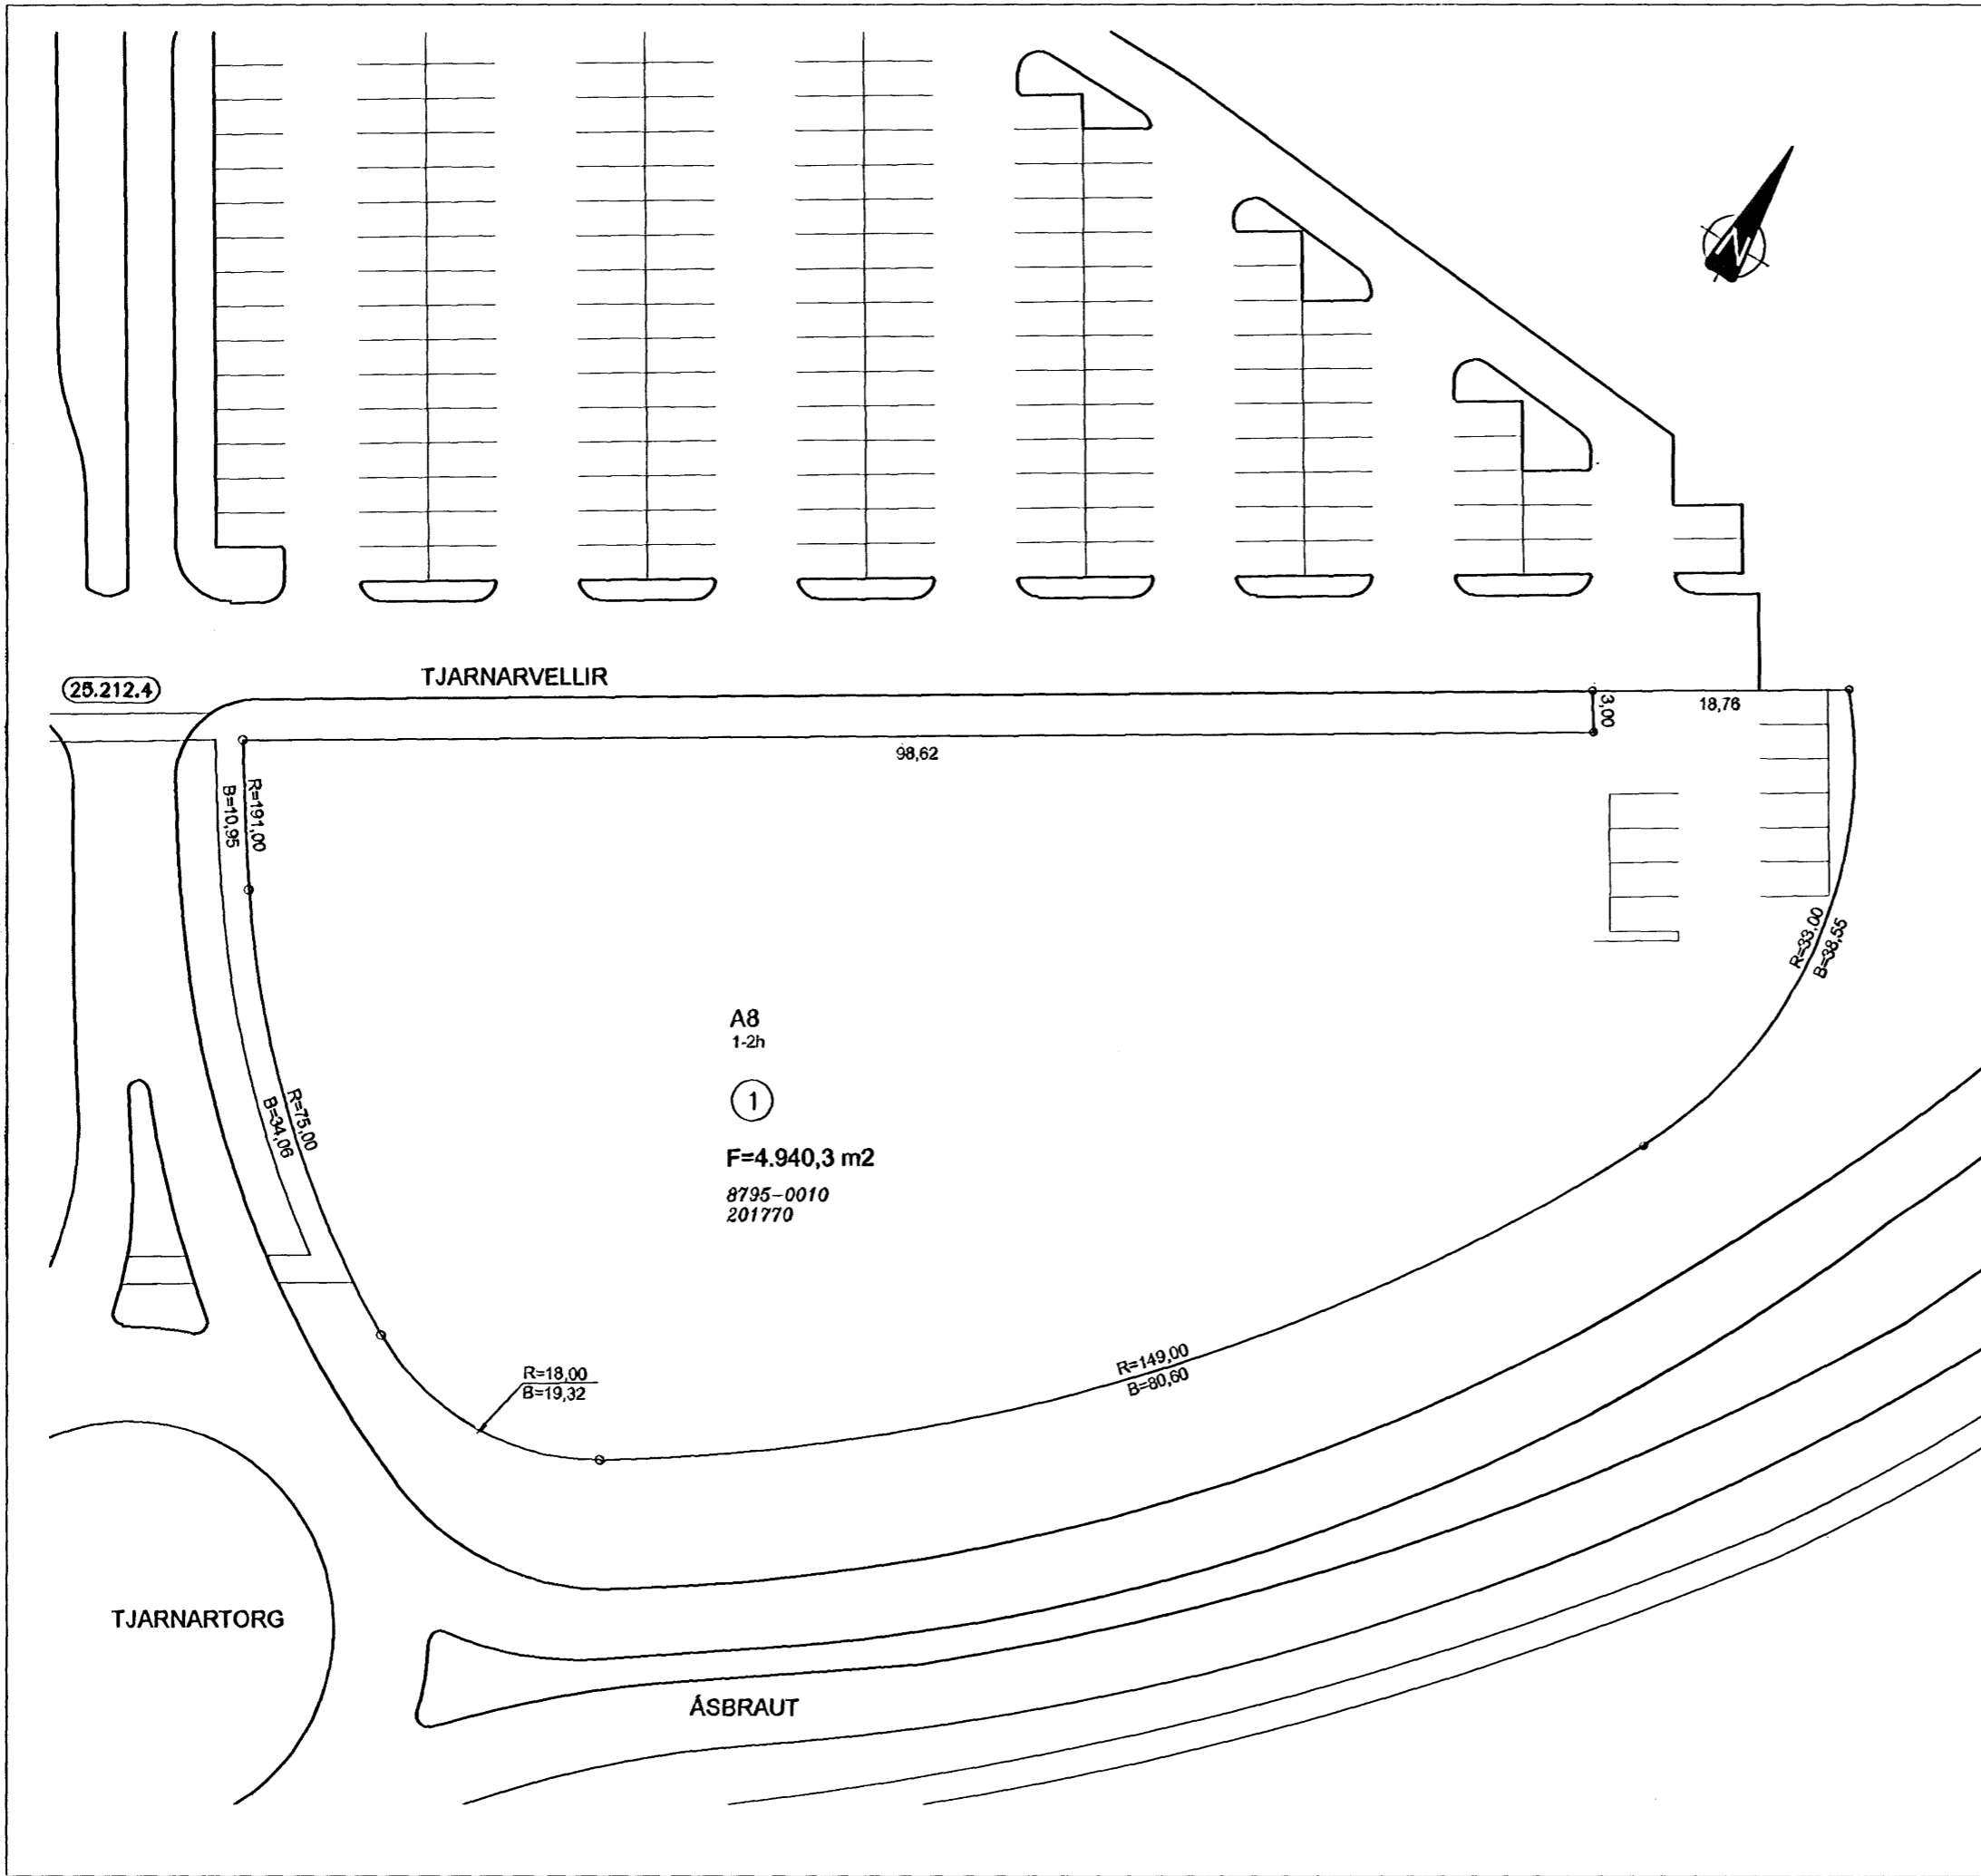 N
TJARNARVELLIR
25.212.4
3,00
18,76
98,62
R=191,00
B=10,95
R=33,00
B=38,55
A8
1-2h
1
F=4.940,3 m2
8795-0010
201770
R=75,00
B=34,06
R=18,00
B=19,32
R=149,00
B=80,60
TJARNARTORG
ÁSBRAUT